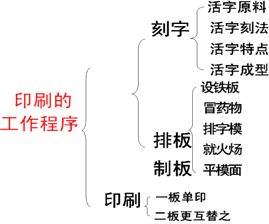 印刷的
工作程序
刻字
活字原料
活字刻法
活字特点
活字成型
排板
制板
设铁板
冒药物
排字模
就火炀
平模面
印刷
一板单印
二板更互替之